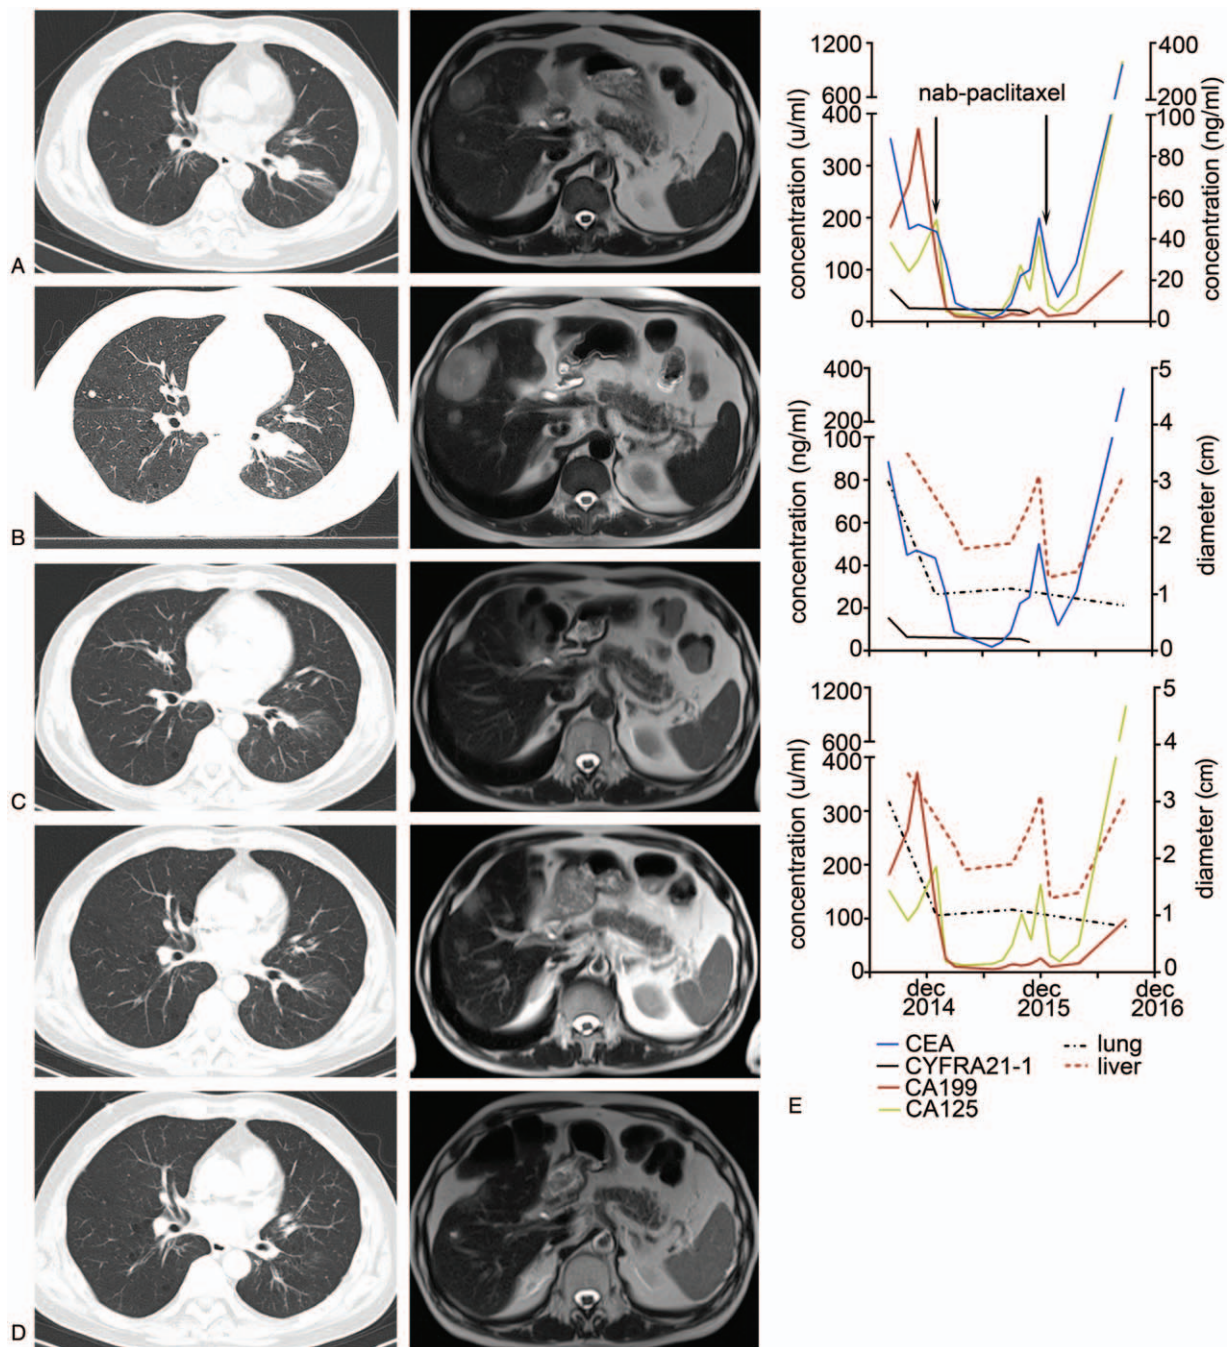 A
B
C
D
E
1200
600
400
300
200
100
0
concentration (u/ml)
nab-paclitaxel
400
200
100
80
60
40
20
0
concentration (ng/ml)
400
200
100
80
60
40
20
0
concentration (ng/ml)
5
4
3
2
1
0
diameter (cm)
1200
600
400
300
200
100
0
concentration (u/ml)
5
4
3
2
1
0
diameter (cm)
dec
2014
dec
2015
dec
2016
CEA
CYFRA21-1
CA199
CA125
lung
liver